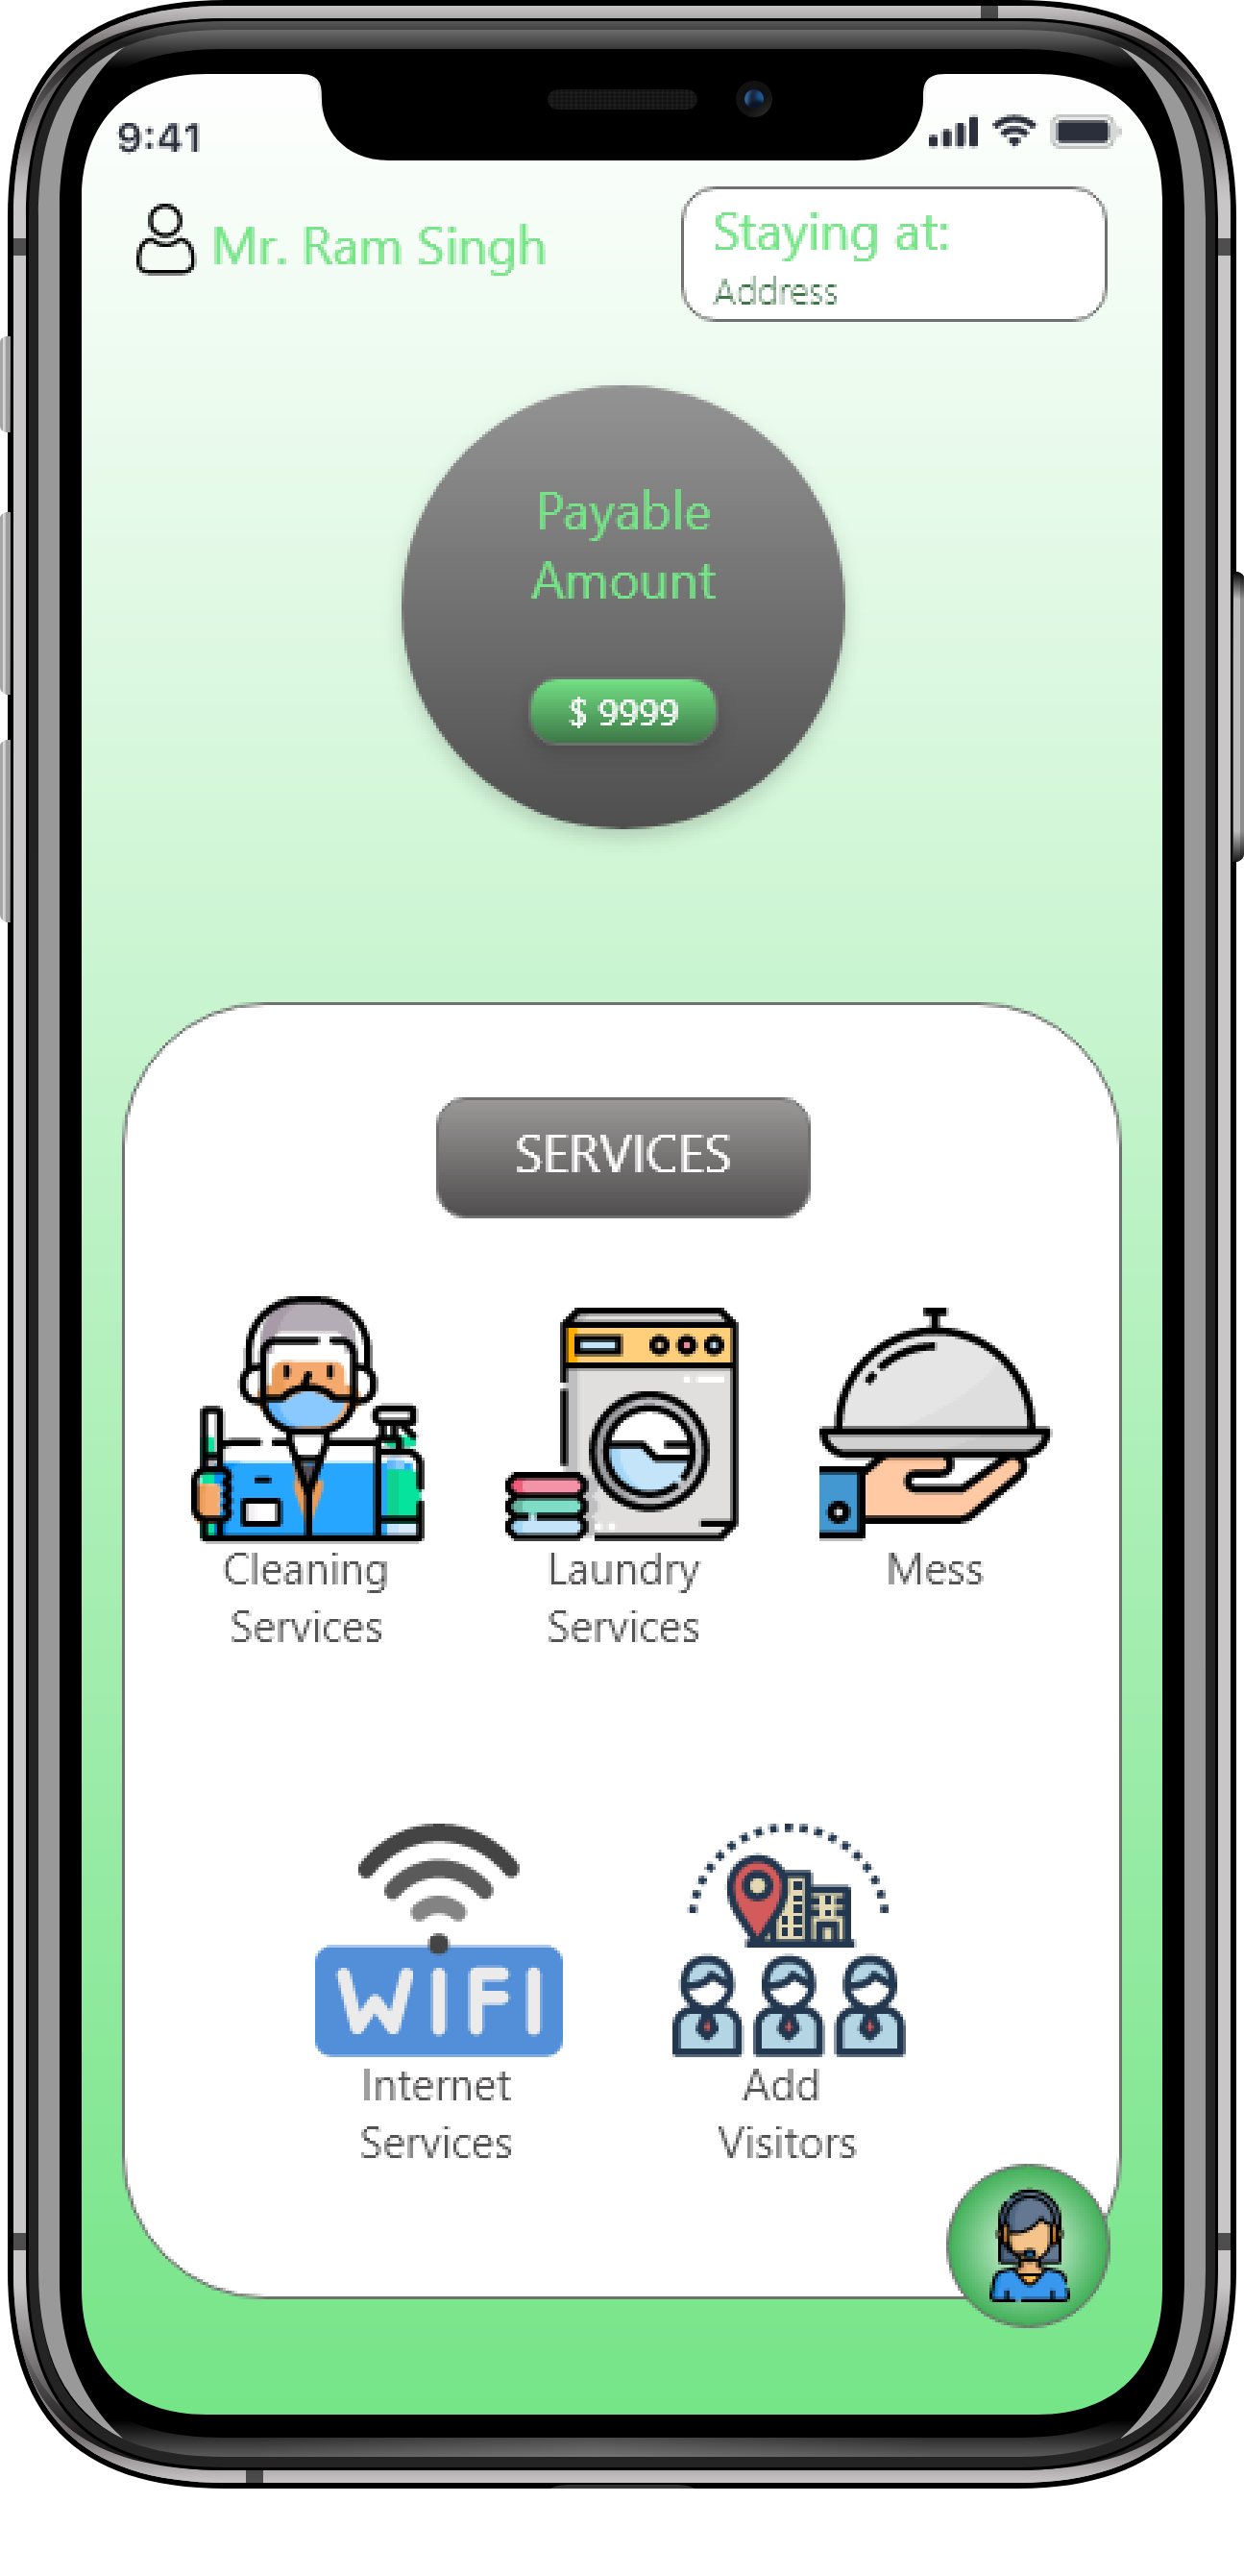 9:41
Mr. Ram Singh
Staying at:
Address
Payable
Amount
$ 9999
SERVICES
Cleaning
Services
Laundry
Services
Mess
WIFI
Internet
Services
Add
Visitors